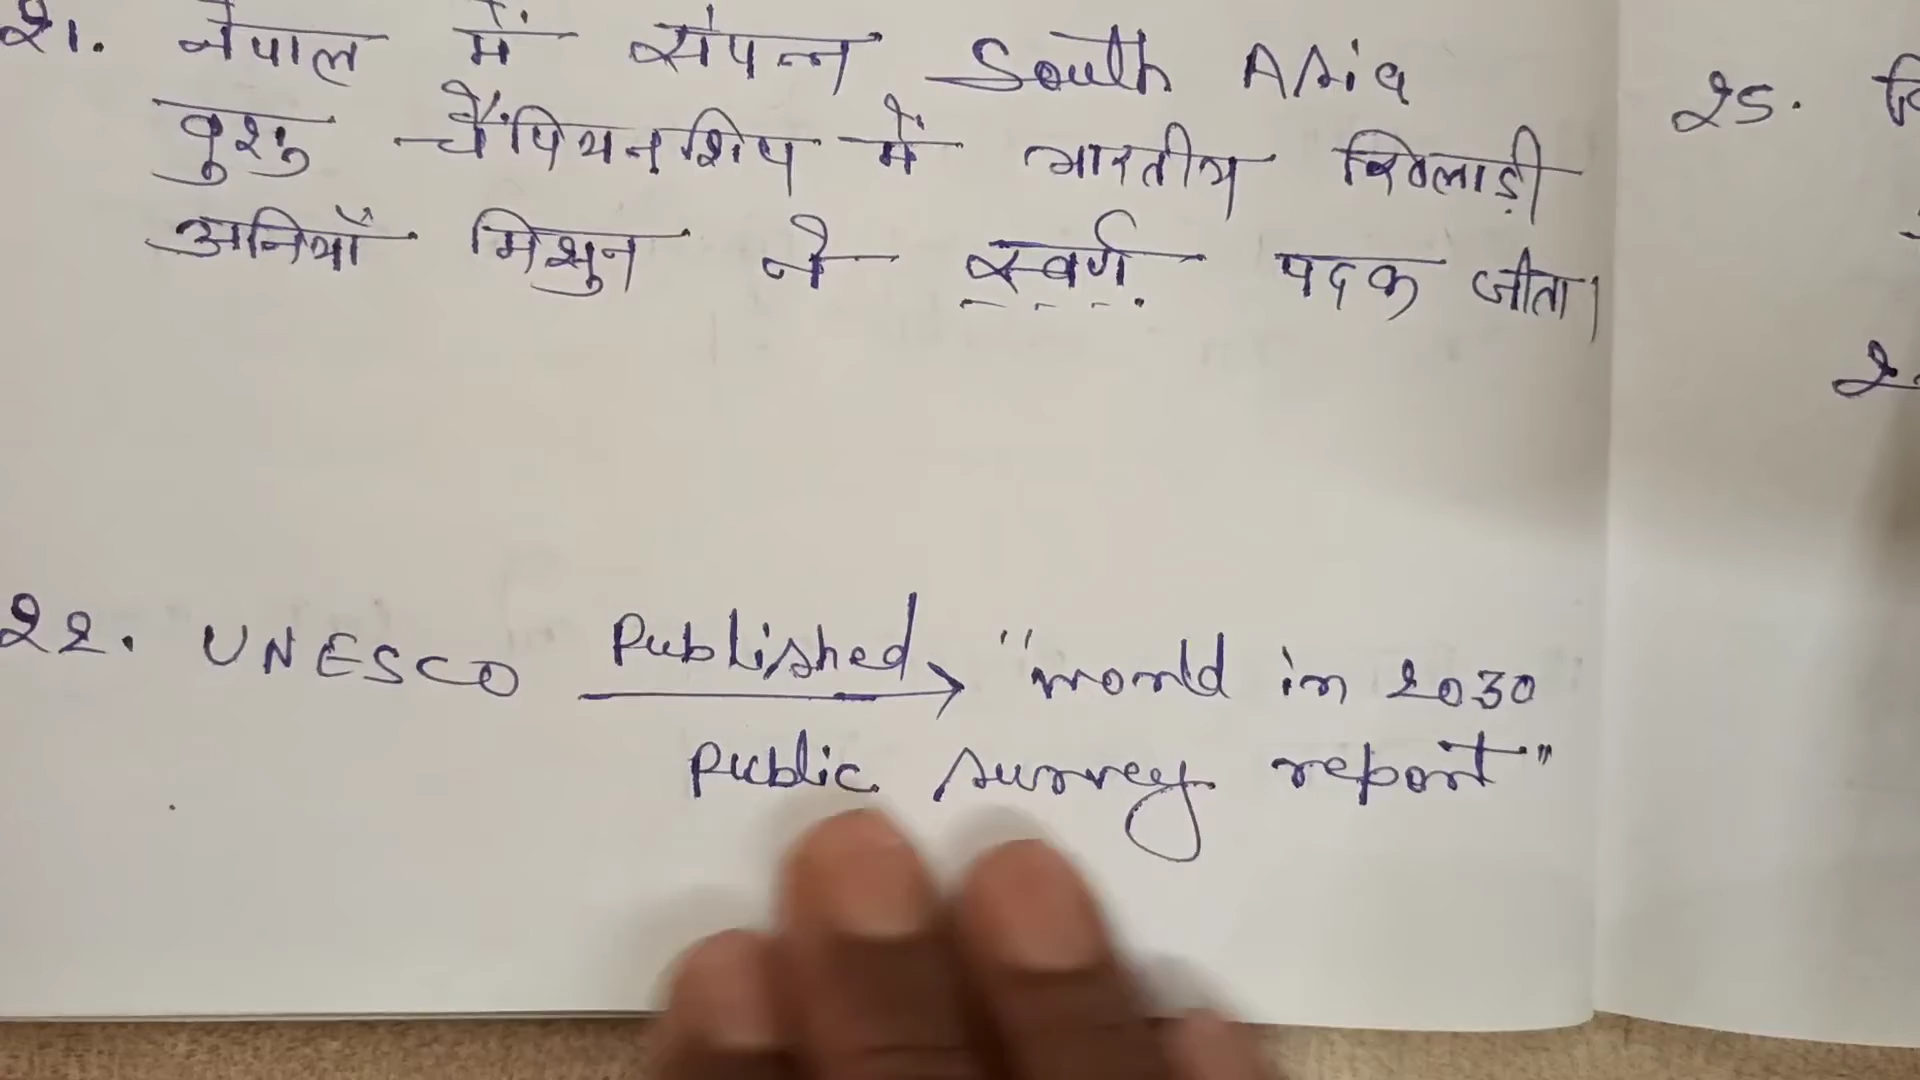 21. नेपाल में संपन्न South Asia
वुशु चैंपियनशिप में भारतीय खिलाड़ी
अनियाँ मिथुन ने स्वर्ण पदक जीता।
22. UNESCO Published → "world in 2030
public survey report"
25.